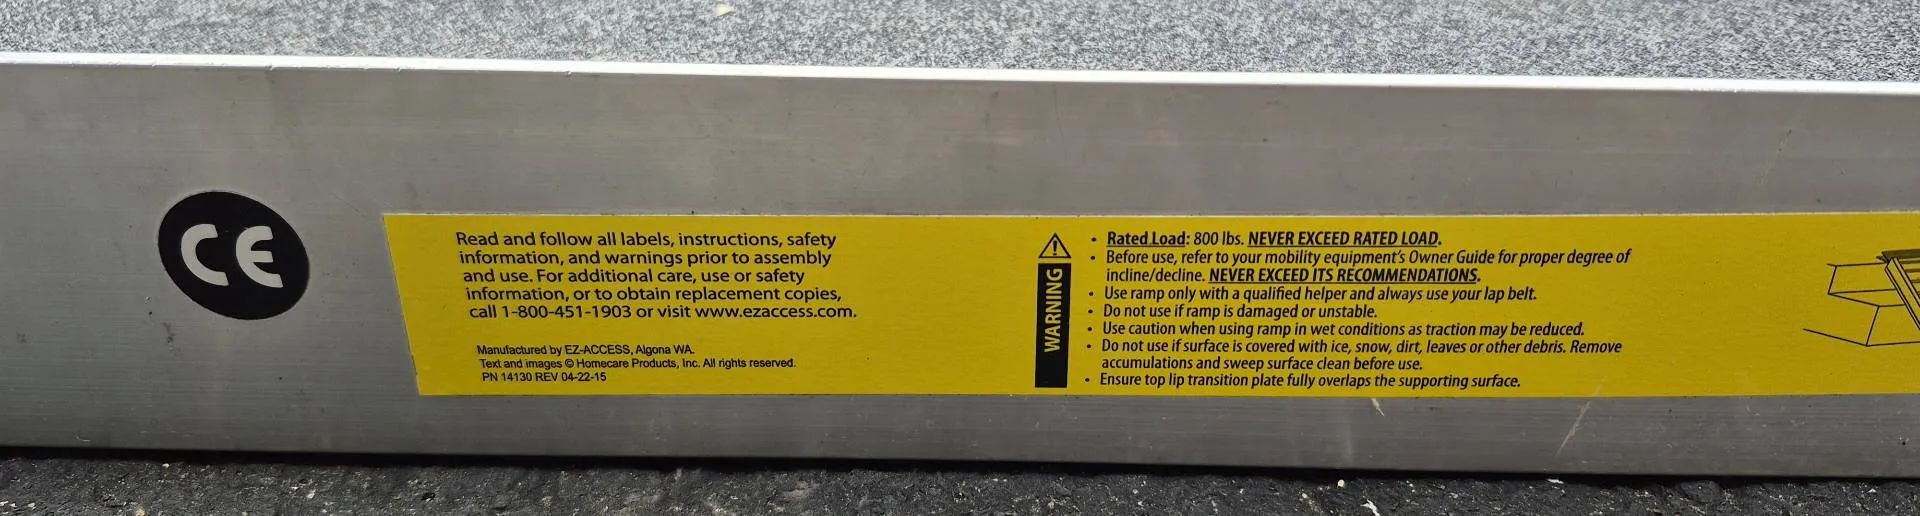 CE
Read and follow all labels, instructions, safety
information, and warnings prior to assembly
and use. For additional care, use or safety
information, or to obtain replacement copies,
call 1-800-451-1903 or visit www.ezaccess.com.
Manufactured by EZ-ACCESS, Algona WA.
Text and images © Homecare Products, Inc. All rights reserved.
PN 14130 REV 04-22-15
WARNING
• Rated Load: 800 lbs. NEVER EXCEED RATED LOAD.
• Before use, refer to your mobility equipment's Owner Guide for proper degree of
incline/decline. NEVER EXCEED ITS RECOMMENDATIONS.
• Use ramp only with a qualified helper and always use your lap belt.
• Do not use if ramp is damaged or unstable.
• Use caution when using ramp in wet conditions as traction may be reduced.
• Do not use if surface is covered with ice, snow, dirt, leaves or other debris. Remove
accumulations and sweep surface clean before use.
• Ensure top lip transition plate fully overlaps the supporting surface.